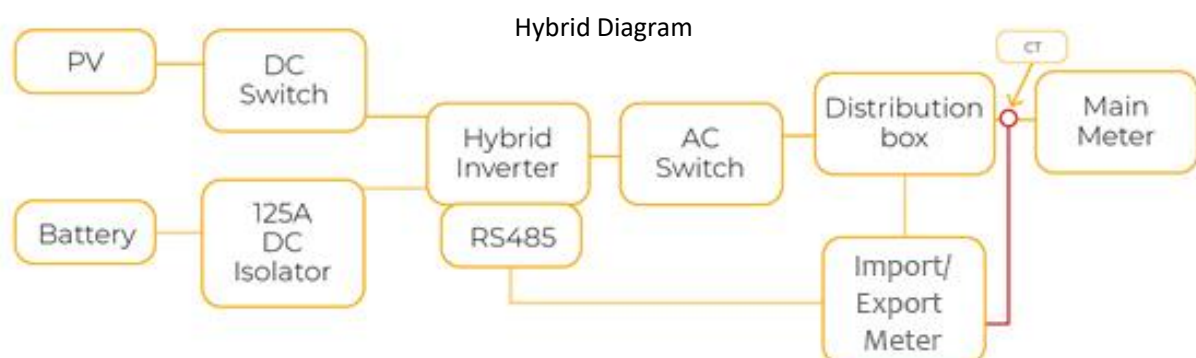 Hybrid Diagram
PV
DC
Switch
CT
Distribution
box
Main
Meter
Hybrid
Inverter
AC
Switch
Battery
125A
DC
Isolator
RS485
Import/
Export
Meter